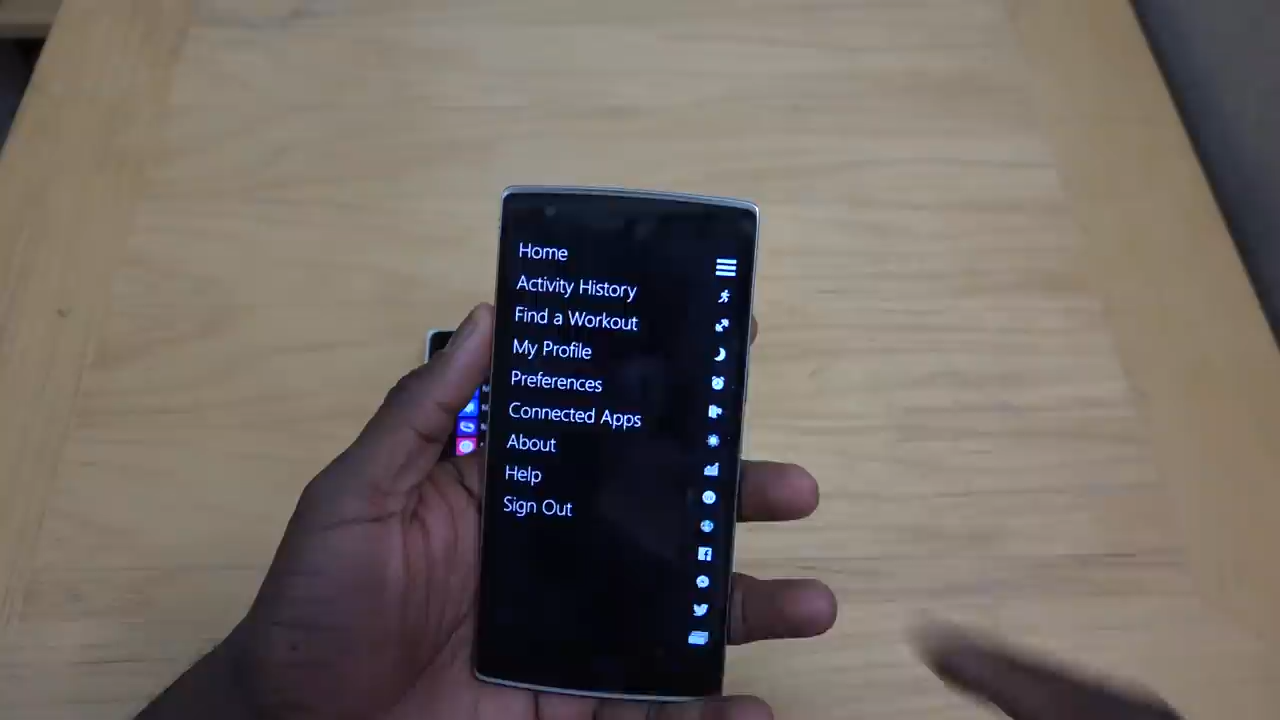 Home
Activity History
Find a Workout
My Profile
Preferences
Connected Apps
About
Help
Sign Out